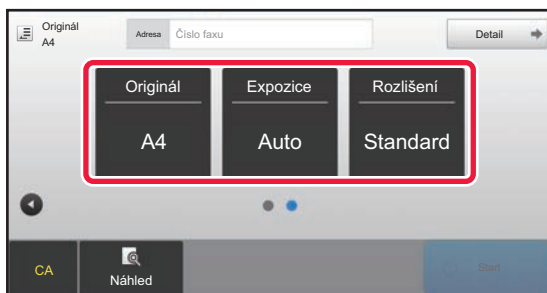 Originál
A4
Adresa Číslo faxu
Detail
Originál Expozice Rozlišení
A4 Auto Standard
CA
Náhled
Start